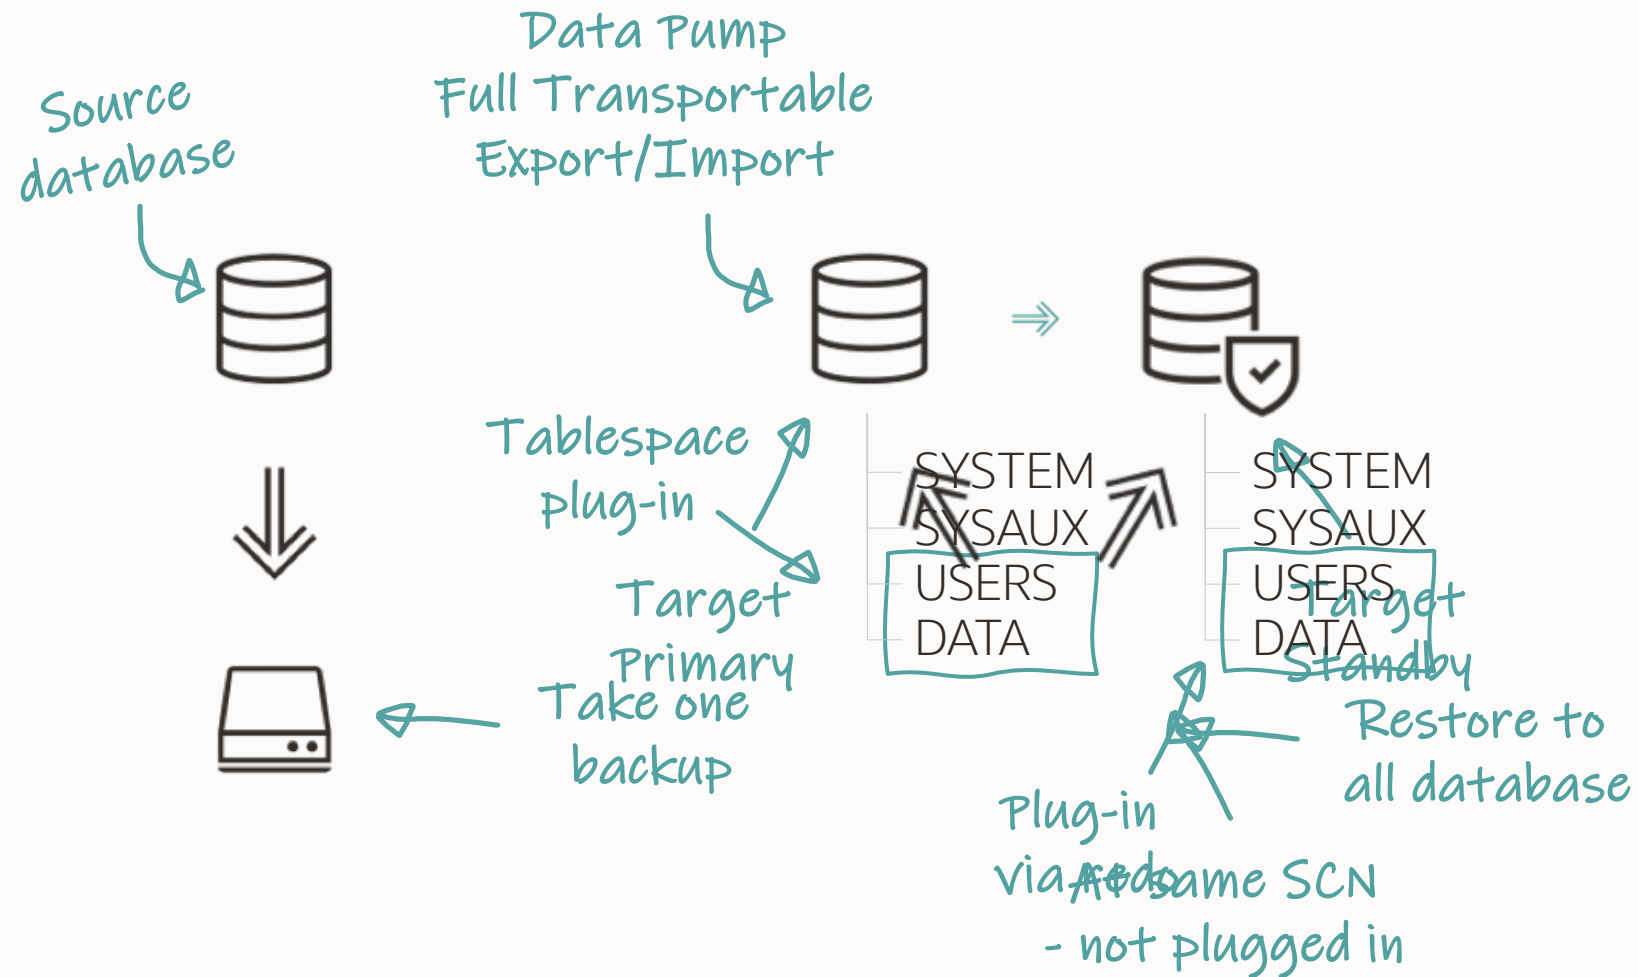 Data Pump
Full Transportable
Export/Import
Source
database
Tablespace
plug-in
SYSTEM
SYSAUX
USERS
DATA
SYSTEM
SYSAUX
USERS
DATA
Target
Primary
Target
Standby
Take one
backup
Restore to
all database
Plug-in
via redo
At same SCN
- not plugged in